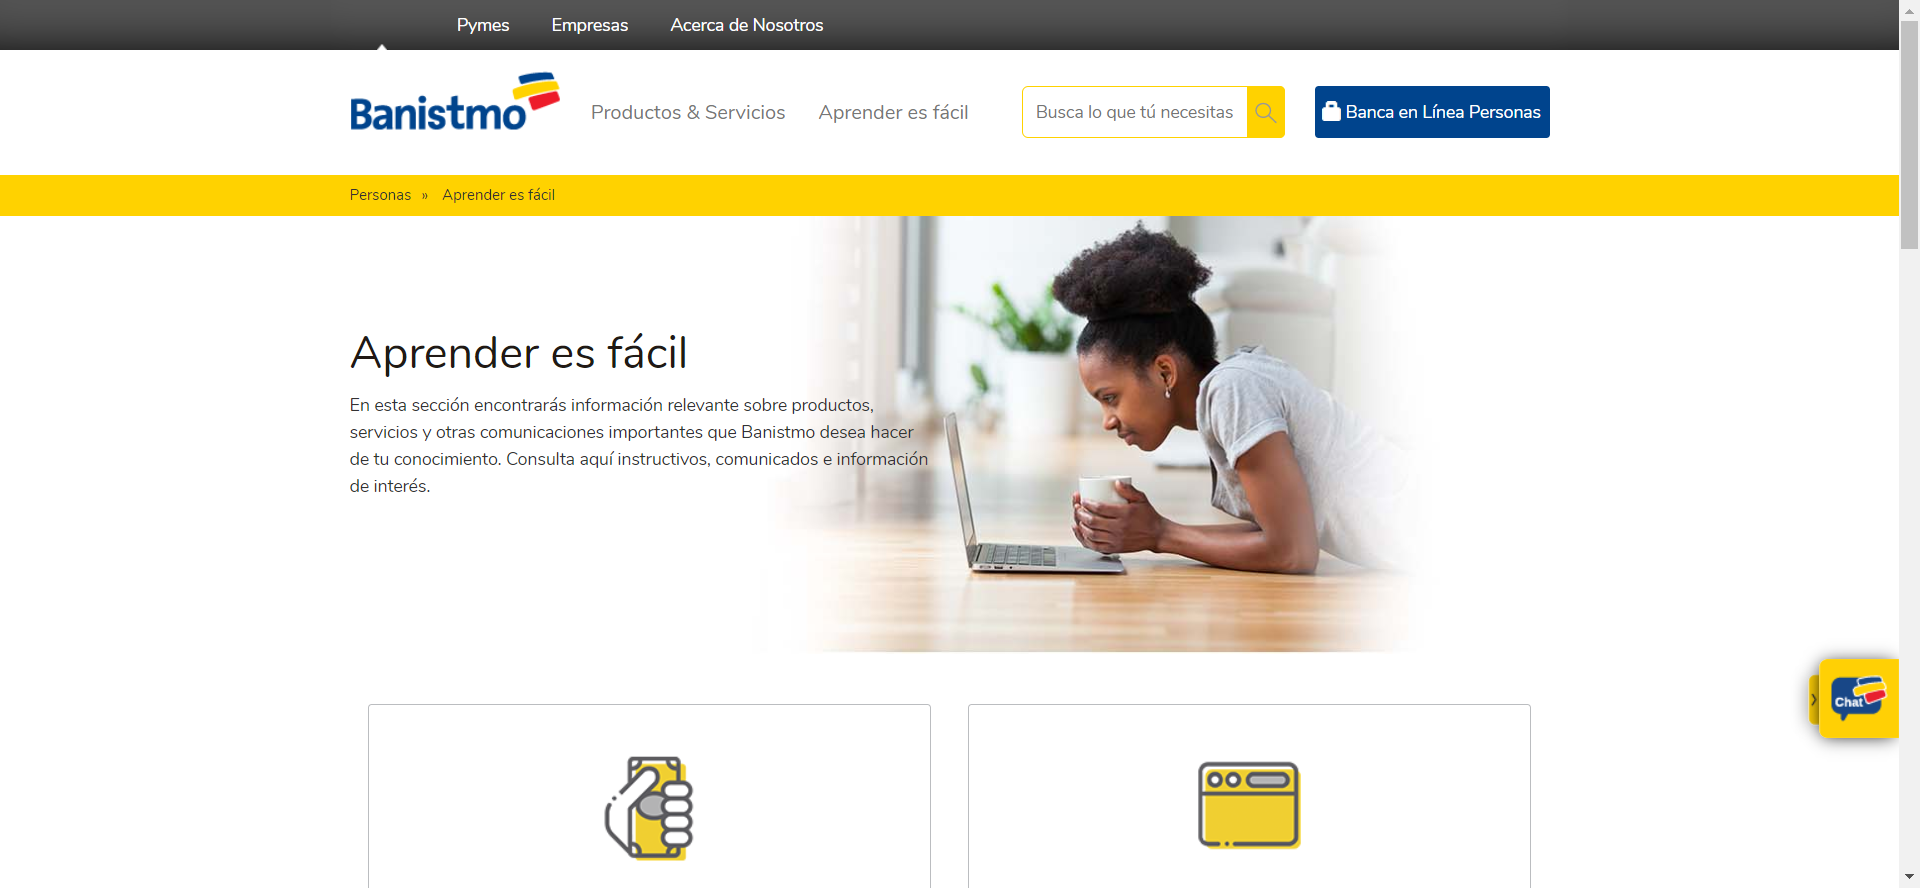 Pymes Empresas Acerca de Nosotros
Banistmo Productos & Servicios Aprender es fácil Busca lo que tú necesitas Banca en Línea Personas
Personas » Aprender es fácil
Aprender es fácil
En esta sección encontrarás información relevante sobre productos,
servicios y otras comunicaciones importantes que Banistmo desea hacer
de tu conocimiento. Consulta aquí instructivos, comunicados e información
de interés.
Chat